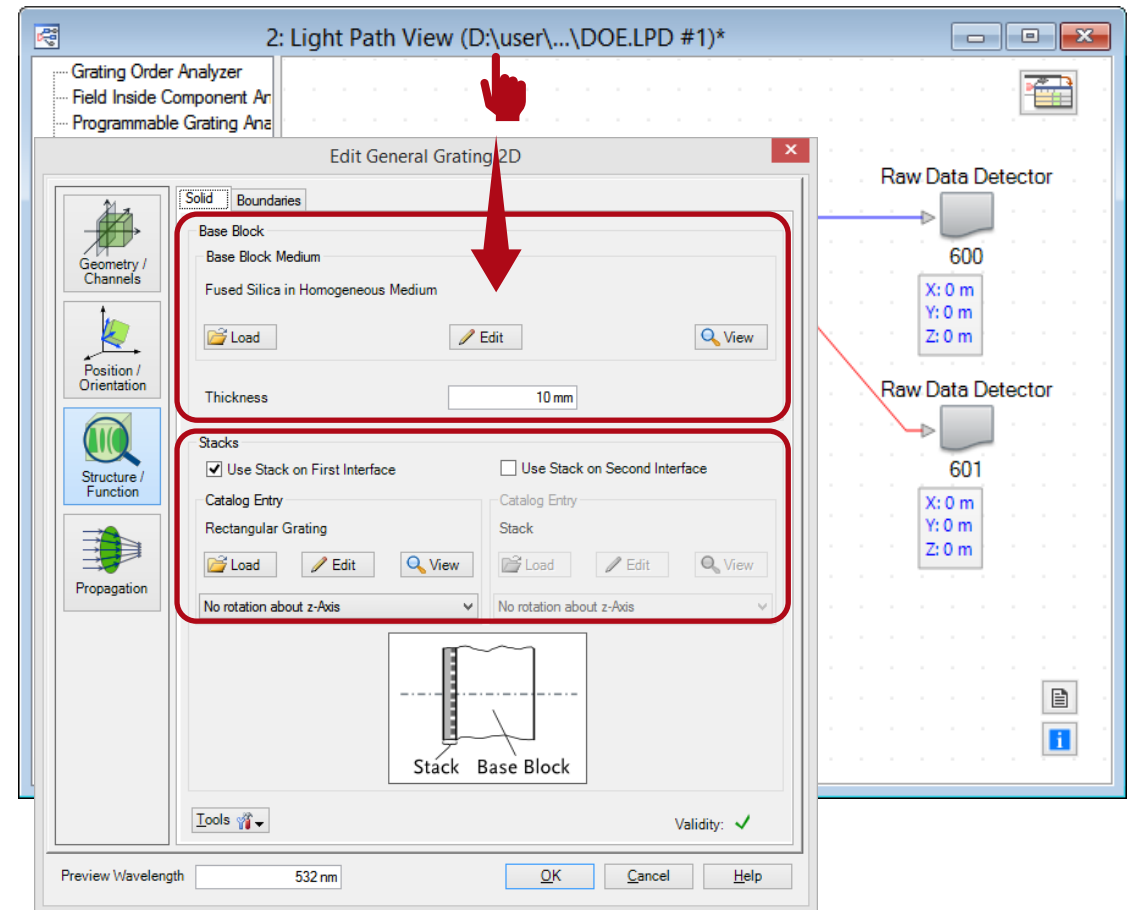 2: Light Path View (D:\user\...\DOE.LPD #1)*
Grating Order Analyzer
Field Inside Component An
Programmable Grating Ana
Edit General Grating 2D
Geometry /
Channels
Position /
Orientation
Structure /
Function
Propagation
Solid Boundaries
Base Block
Base Block Medium
Fused Silica in Homogeneous Medium
Load Edit View
Thickness 10 mm
Stacks
Use Stack on First Interface Use Stack on Second Interface
Catalog Entry Catalog Entry
Rectangular Grating Stack
Load Edit View Load Edit View
No rotation about z-Axis No rotation about z-Axis
Stack Base Block
Tools Validity:
Preview Wavelength 532 nm OK Cancel Help
Raw Data Detector
600
X: 0 m
Y: 0 m
Z: 0 m
Raw Data Detector
601
X: 0 m
Y: 0 m
Z: 0 m